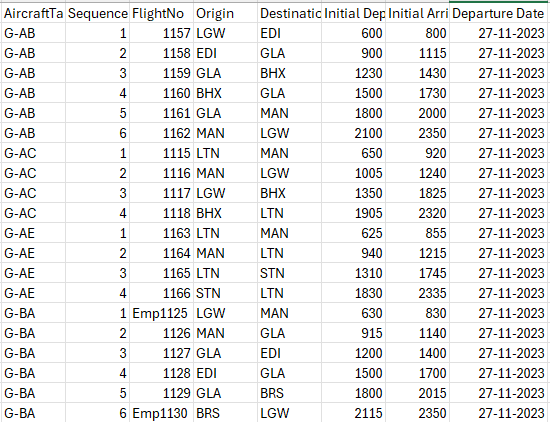 AircraftTa Sequence FlightNo Origin Destinatic Initial Dep Initial Arri Departure Date
G-AB 1 1157 LGW EDI 600 800 27-11-2023
G-AB 2 1158 EDI GLA 900 1115 27-11-2023
G-AB 3 1159 GLA BHX 1230 1430 27-11-2023
G-AB 4 1160 BHX GLA 1500 1730 27-11-2023
G-AB 5 1161 GLA MAN 1800 2000 27-11-2023
G-AB 6 1162 MAN LGW 2100 2350 27-11-2023
G-AC 1 1115 LTN MAN 650 920 27-11-2023
G-AC 2 1116 MAN LGW 1005 1240 27-11-2023
G-AC 3 1117 LGW BHX 1350 1825 27-11-2023
G-AC 4 1118 BHX LTN 1905 2320 27-11-2023
G-AE 1 1163 LTN MAN 625 855 27-11-2023
G-AE 2 1164 MAN LTN 940 1215 27-11-2023
G-AE 3 1165 LTN STN 1310 1745 27-11-2023
G-AE 4 1166 STN LTN 1830 2335 27-11-2023
G-BA 1 Emp1125 LGW MAN 630 830 27-11-2023
G-BA 2 1126 MAN GLA 915 1140 27-11-2023
G-BA 3 1127 GLA EDI 1200 1400 27-11-2023
G-BA 4 1128 EDI GLA 1500 1700 27-11-2023
G-BA 5 1129 GLA BRS 1800 2015 27-11-2023
G-BA 6 Emp1130 BRS LGW 2115 2350 27-11-2023